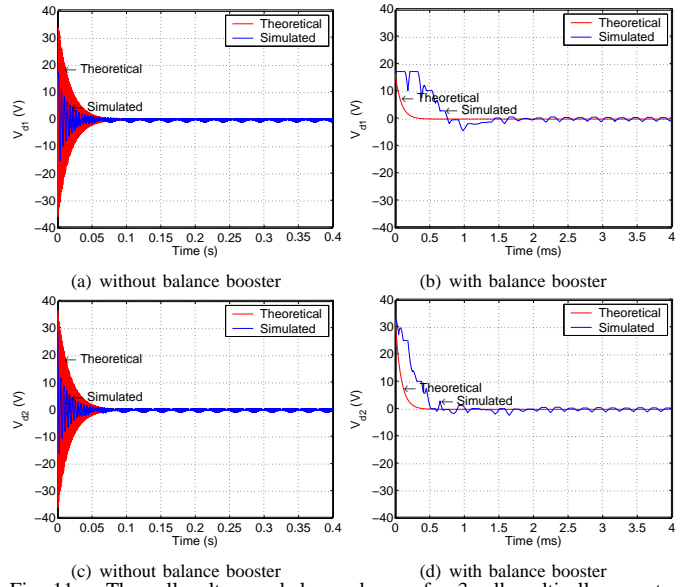 40
30
20
10
0
−10
−20
−30
−40
V_d1 (V)
Theoretical
Simulated
Theoretical
Simulated
0
0.05
0.1
0.15
0.2
0.25
0.3
0.35
0.4
Time (s)
(a) without balance booster
40
30
20
10
0
−10
−20
−30
−40
V_d1 (V)
Theoretical
Simulated
Theoretical
Simulated
0
0.5
1
1.5
2
2.5
3
3.5
4
Time (ms)
(b) with balance booster
40
30
20
10
0
−10
−20
−30
−40
V_d2 (V)
Theoretical
Simulated
Theoretical
Simulated
0
0.05
0.1
0.15
0.2
0.25
0.3
0.35
0.4
Time (s)
(c) without balance booster
40
30
20
10
0
−10
−20
−30
−40
V_d2 (V)
Theoretical
Simulated
Theoretical
Simulated
0
0.5
1
1.5
2
2.5
3
3.5
4
Time (ms)
(d) with balance booster